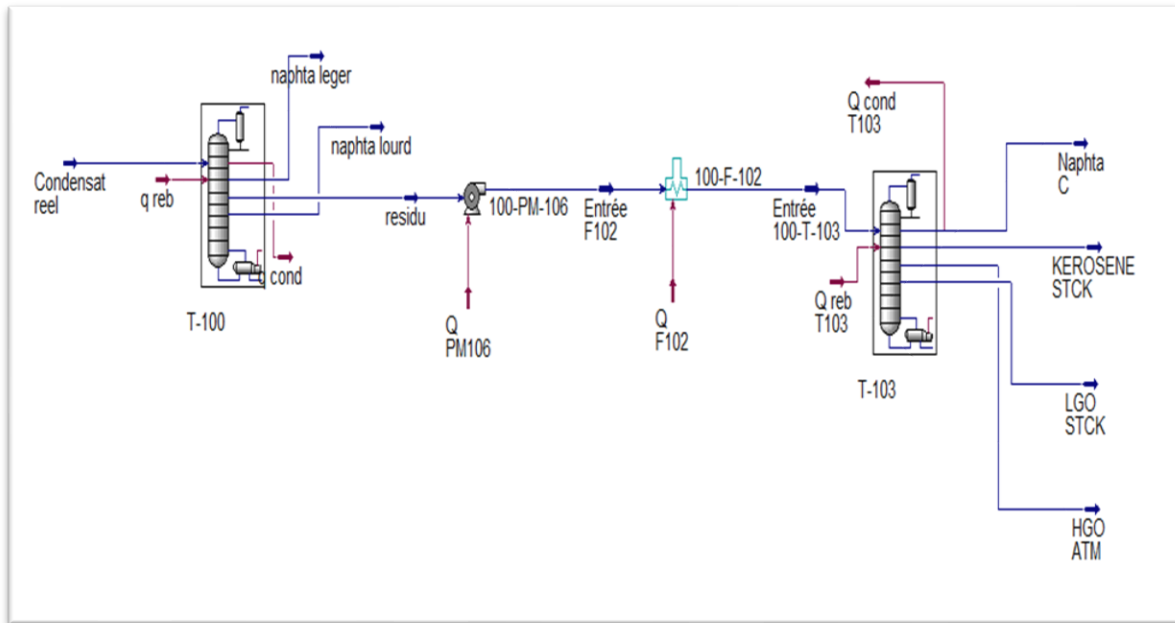 naphta leger
naphta lourd
Condensat
reel
q reb
residu
cond
T-100
100-PM-106
Q
PM106
Entrée
F102
100-F-102
Q
F102
Entrée
100-T-103
Q cond
T103
Q reb
T103
T-103
Naphta
C
KEROSENE
STCK
LGO
STCK
HGO
ATM